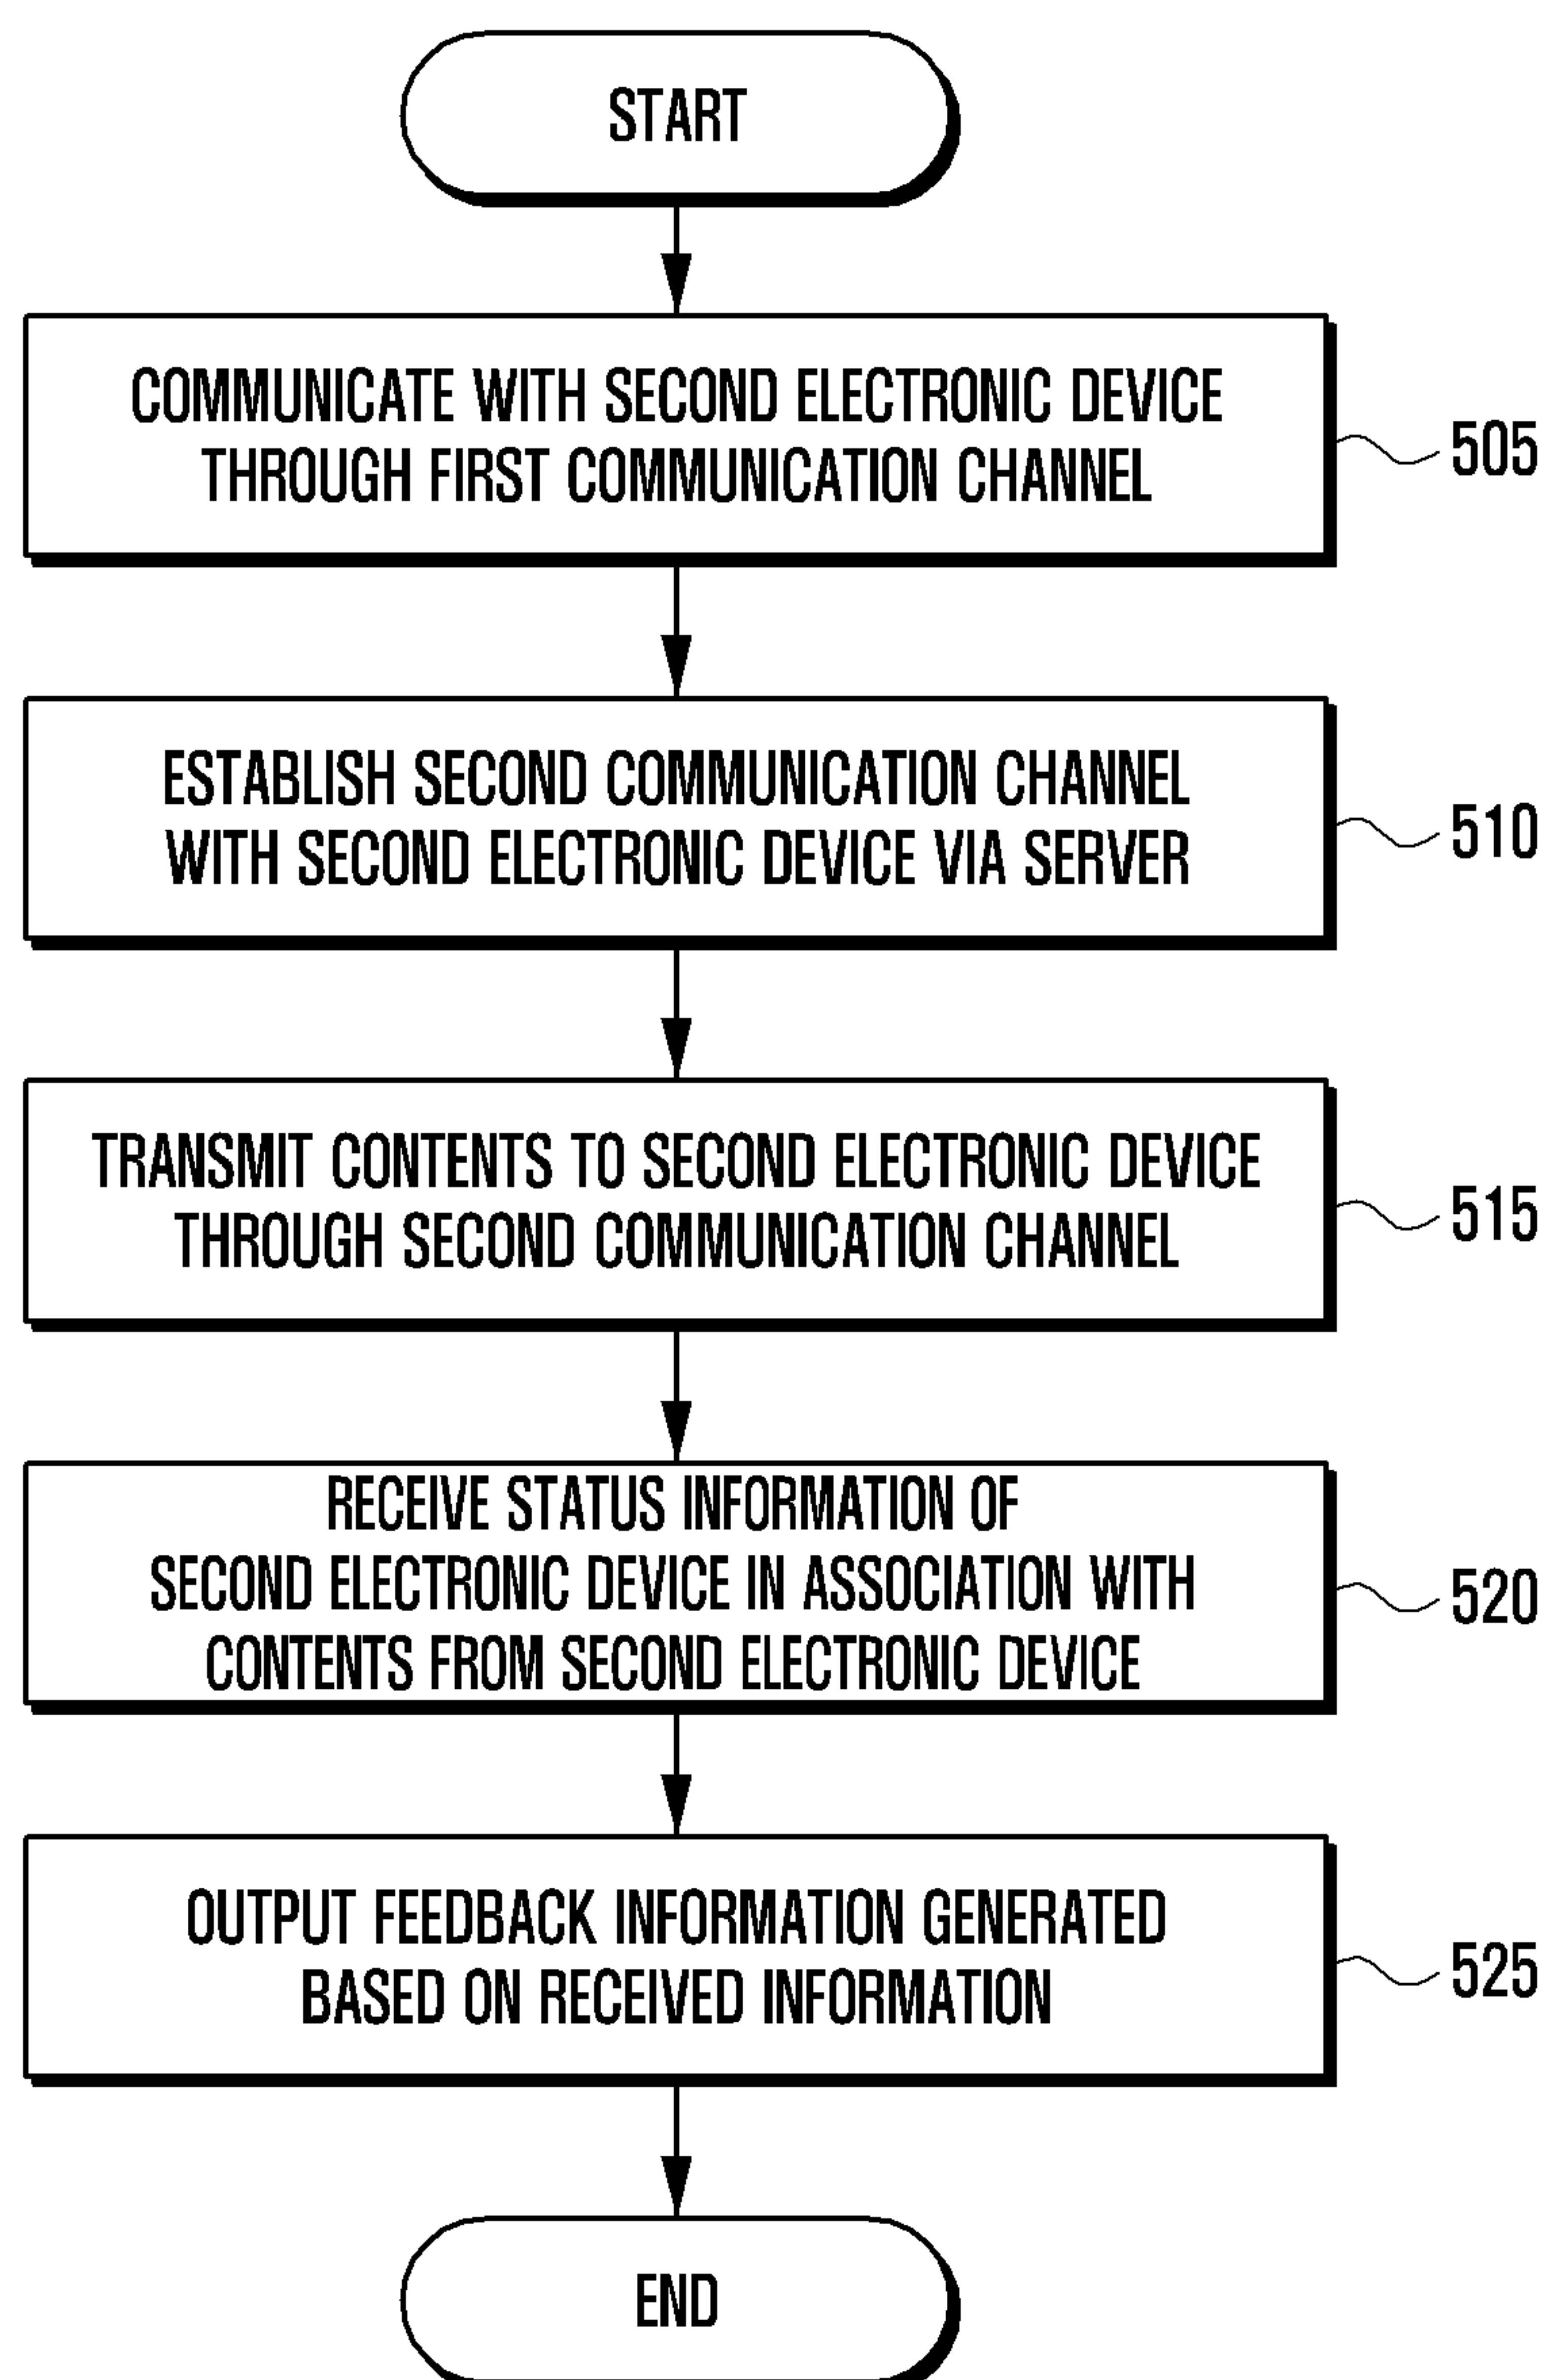 START
COMMUNICATE WITH SECOND ELECTRONIC DEVICE
THROUGH FIRST COMMUNICATION CHANNEL
505
ESTABLISH SECOND COMMUNICATION CHANNEL
WITH SECOND ELECTRONIC DEVICE VIA SERVER
510
TRANSMIT CONTENTS TO SECOND ELECTRONIC DEVICE
THROUGH SECOND COMMUNICATION CHANNEL
515
RECEIVE STATUS INFORMATION OF
SECOND ELECTRONIC DEVICE IN ASSOCIATION WITH
CONTENTS FROM SECOND ELECTRONIC DEVICE
520
OUTPUT FEEDBACK INFORMATION GENERATED
BASED ON RECEIVED INFORMATION
525
END